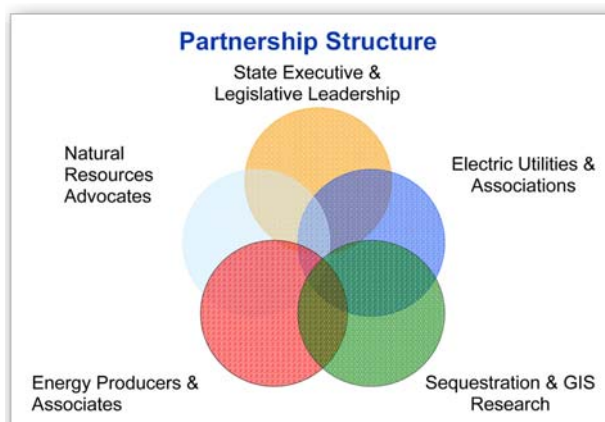 Partnership Structure
State Executive &
Legislative Leadership
Natural
Resources
Advocates
Electric Utilities &
Associations
Energy Producers &
Associates
Sequestration & GIS
Research